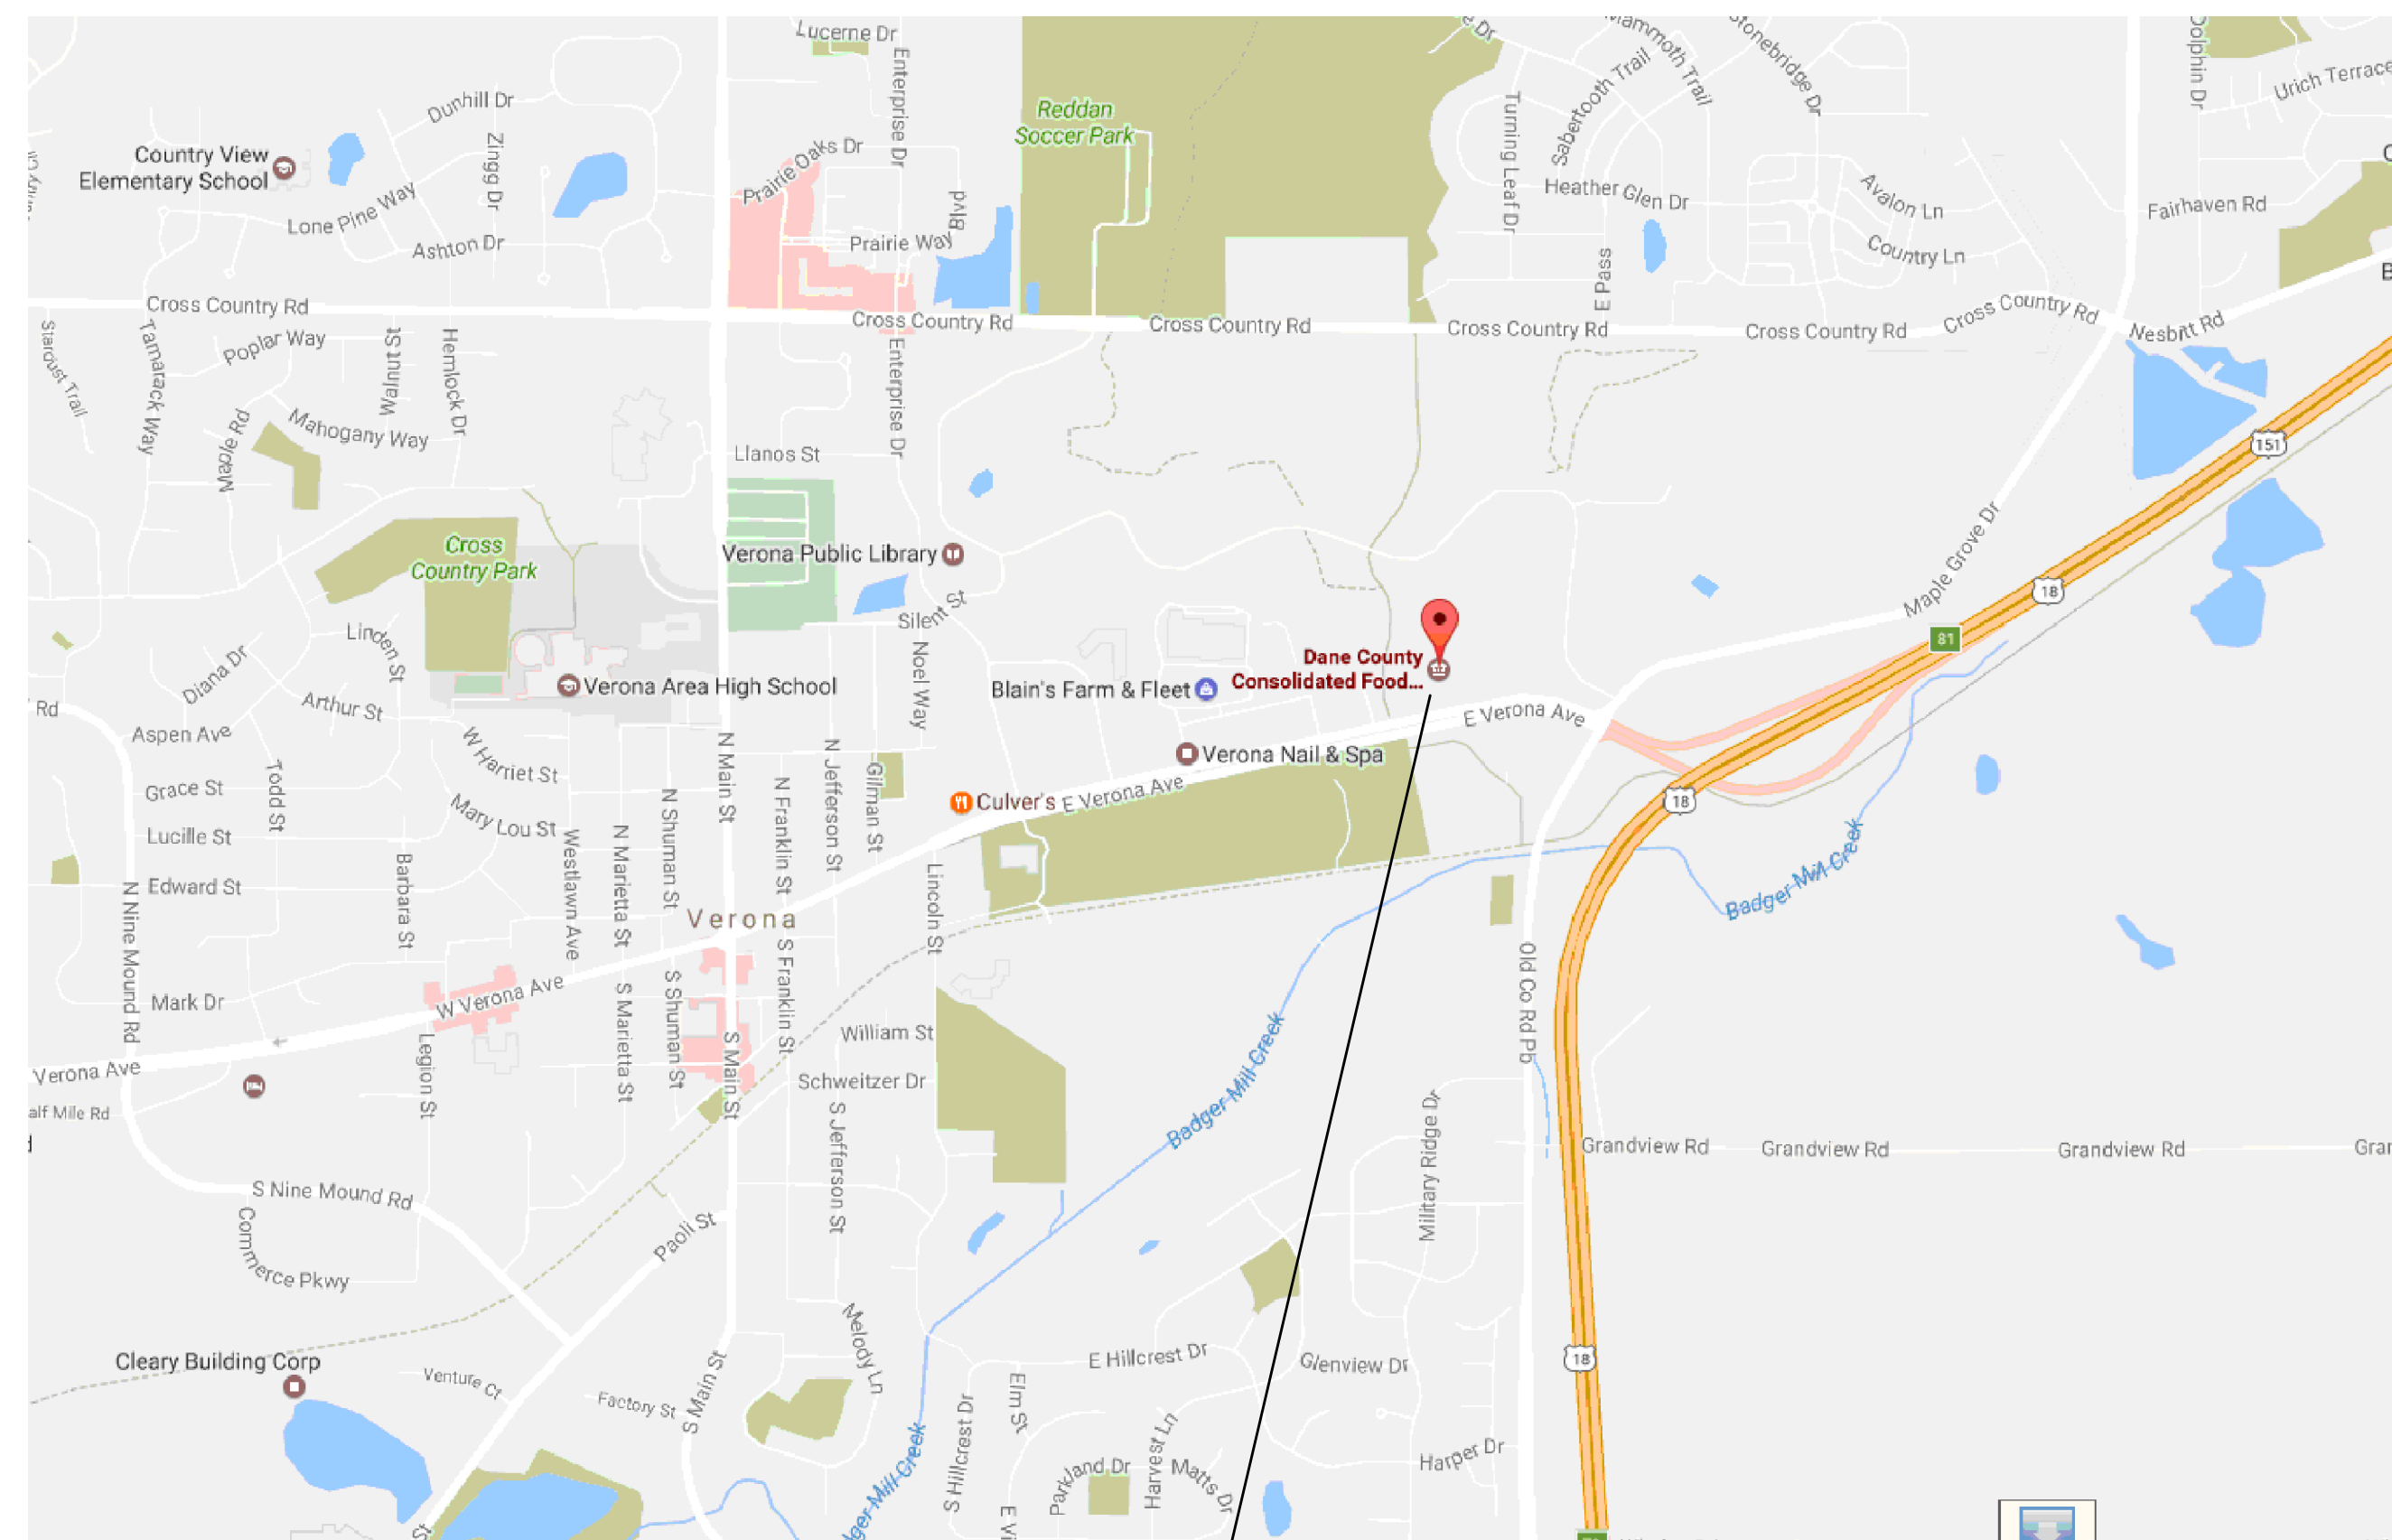 Lucerne Dr
Enterprise Dr
Dunhill Dr
Zingg Dr
Country View
Elementary School
Lone Pine Way
Ashton Dr
Prairie Oaks Dr
Prairie Way
Blvd
Reddan
Soccer Park
Mammoth Trail
Stonebridge Dr
Sabertooth Trail
Turning Leaf Dr
Heather Glen Dr
E Pass
Avalon Ln
Country Ln
Dolphin Dr
Urich Terrace
Fairhaven Rd
Cross Country Rd
Cross Country Rd
Cross Country Rd
Cross Country Rd
Cross Country Rd
Cross Country Rd
Nesbitt Rd
Stardust Trail
Tamarack Way
Poplar Way
Walnut St
Hemlock Dr
Mahogany Way
Maple Rd
Enterprise Dr
Llanos St
151
Cross
Country Park
Verona Public Library
Silent St
Noel Way
Maple Grove Dr
18
81
Linden St
Diana Dr
Arthur St
Verona Area High School
Blain's Farm & Fleet
Dane County
Consolidated Food...
E Verona Ave
Rd
Aspen Ave
W Harriet St
Grace St
Todd St
Mary Lou St
Lucille St
Edward St
N Nine Mound Rd
Barbara St
Westlawn Ave
N Marietta St
N Shuman St
N Main St
N Franklin St
N Jefferson St
Gilman St
Verona Nail & Spa
Culver's
E Verona Ave
18
Badger Mill Creek
Lincoln St
Verona
Mark Dr
W Verona Ave
S Marietta St
S Shuman St
S Main St
S Franklin St
William St
Schweitzer Dr
S Jefferson St
Old Co Rd Pb
Verona Ave
alf Mile Rd
Legion St
Badger Mill Creek
Military Ridge Dr
Grandview Rd
Grandview Rd
Grandview Rd
Gran
S Nine Mound Rd
Commerce Pkwy
Paoli St
Cleary Building Corp
Venture Ct
Factory St
S Main St
Melody Ln
E Hillcrest Dr
Glenview Dr
18
S Hillcrest Dr
Elm St
Parkland Dr
Harvest Ln
Matts Dr
Harper Dr
ger Mill Creek
E Vi
St